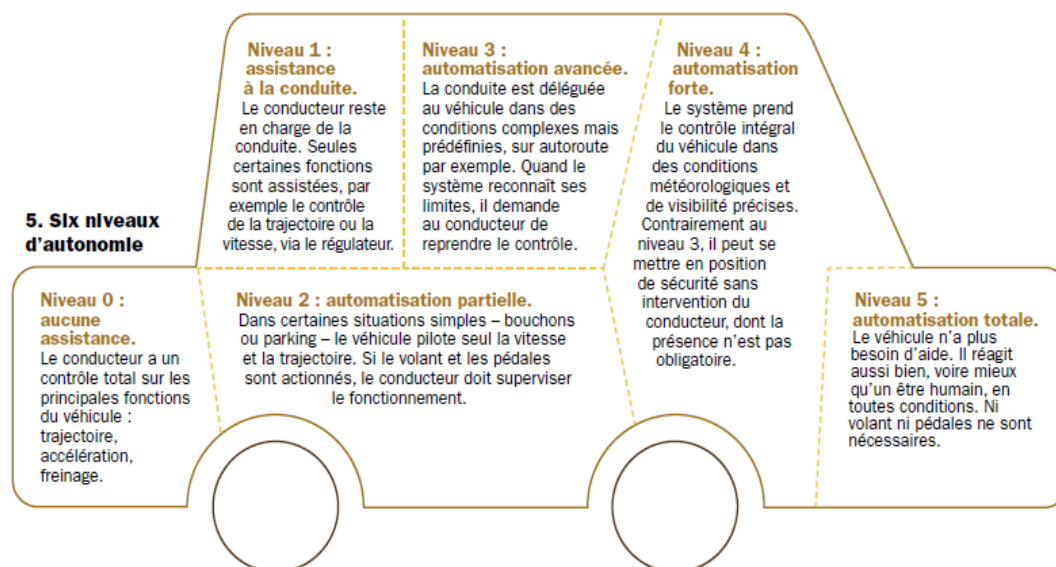 5. Six niveaux
d'autonomie
Niveau 0 :
aucune
assistance.
Le conducteur a un
contrôle total sur les
principales fonctions
du véhicule :
trajectoire,
accélération,
freinage.
Niveau 1 :
assistance
à la conduite.
Le conducteur reste
en charge de la
conduite. Seules
certaines fonctions
sont assistées, par
exemple le contrôle
de la trajectoire ou la
vitesse, via le régulateur.
Niveau 2 : automatisation partielle.
Dans certaines situations simples – bouchons
ou parking – le véhicule pilote seul la vitesse
et la trajectoire. Si le volant et les pédales
sont actionnés, le conducteur doit superviser
le fonctionnement.
Niveau 3 :
automatisation avancée.
La conduite est déléguée
au véhicule dans des
conditions complexes mais
prédéfinies, sur autoroute
par exemple. Quand le
système reconnaît ses
limites, il demande
au conducteur de
reprendre le contrôle.
Niveau 4 :
automatisation
forte.
Le système prend
le contrôle intégral
du véhicule dans
des conditions
météorologiques et
de visibilité précises.
Contrairement au
niveau 3, il peut se
mettre en position
de sécurité sans
intervention du
conducteur, dont la
présence n'est pas
obligatoire.
Niveau 5 :
automatisation totale.
Le véhicule n'a plus
besoin d'aide. Il réagit
aussi bien, voire mieux
qu'un être humain, en
toutes conditions. Ni
volant ni pédales ne sont
nécessaires.